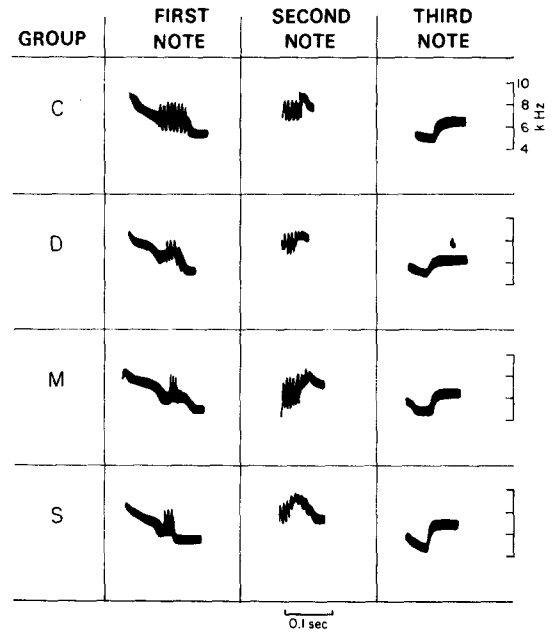 GROUP
FIRST NOTE
SECOND NOTE
THIRD NOTE
C
10
8
6
4
k Hz
D
M
S
0.1 sec